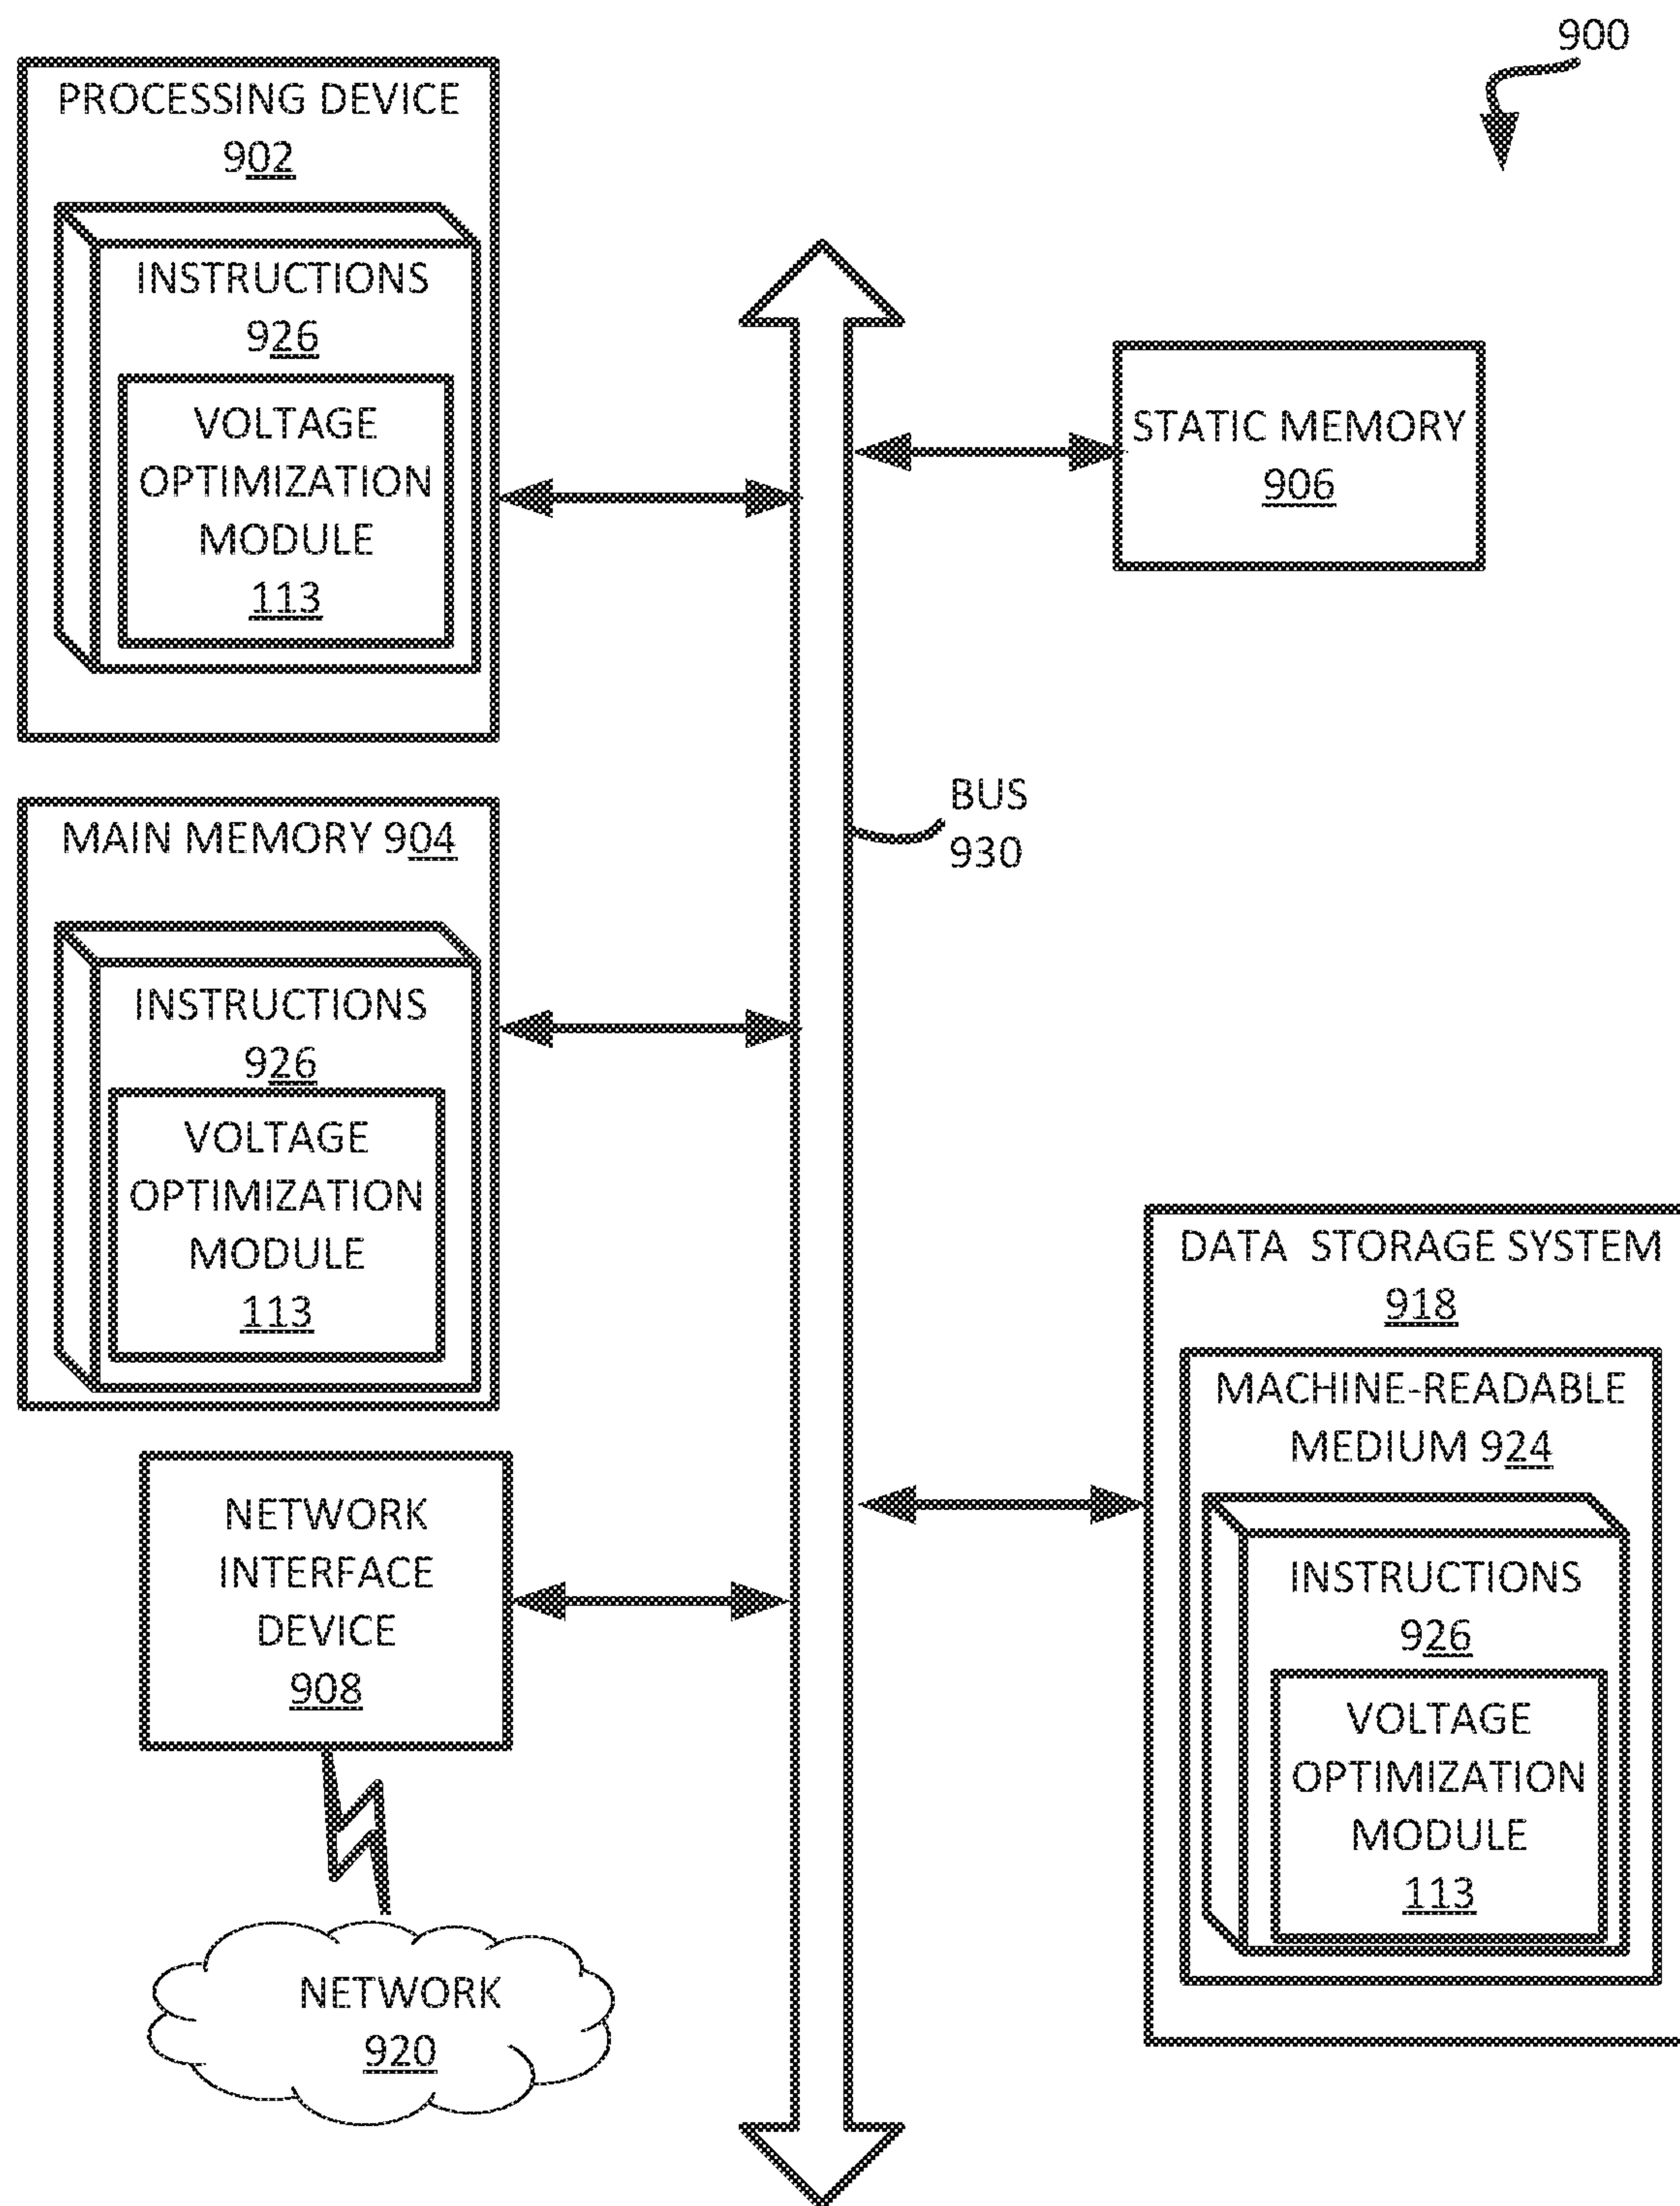 900
PROCESSING DEVICE
902
INSTRUCTIONS
926
VOLTAGE
OPTIMIZATION
MODULE
113
STATIC MEMORY
906
BUS
930
MAIN MEMORY 904
INSTRUCTIONS
926
VOLTAGE
OPTIMIZATION
MODULE
113
DATA STORAGE SYSTEM
918
MACHINE-READABLE
MEDIUM 924
INSTRUCTIONS
926
VOLTAGE
OPTIMIZATION
MODULE
113
NETWORK
INTERFACE
DEVICE
908
NETWORK
920